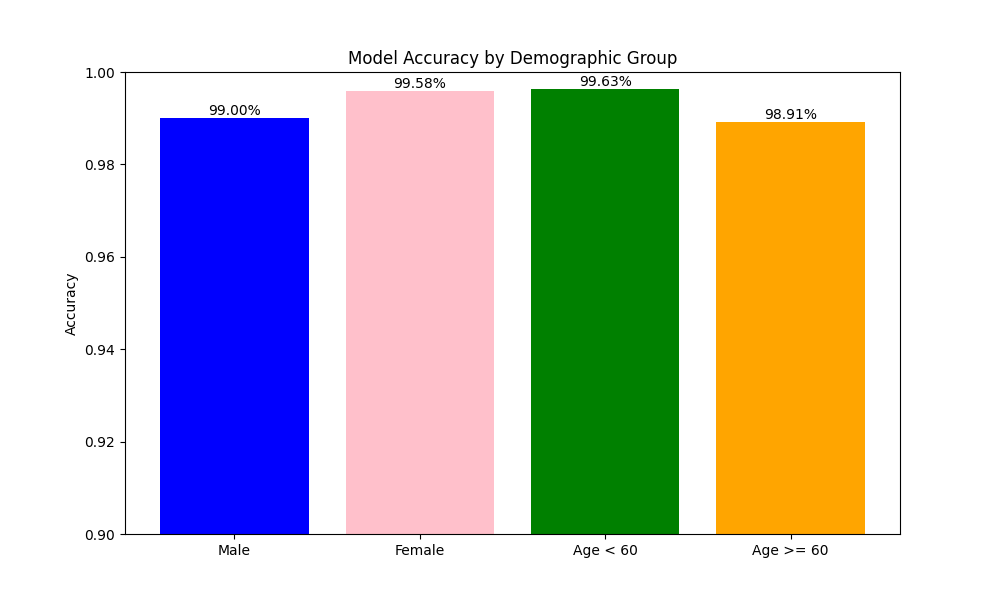 Model Accuracy by Demographic Group
1.00
0.98
0.96
0.94
0.92
0.90
Accuracy
99.00%
99.58%
99.63%
98.91%
Male
Female
Age < 60
Age >= 60